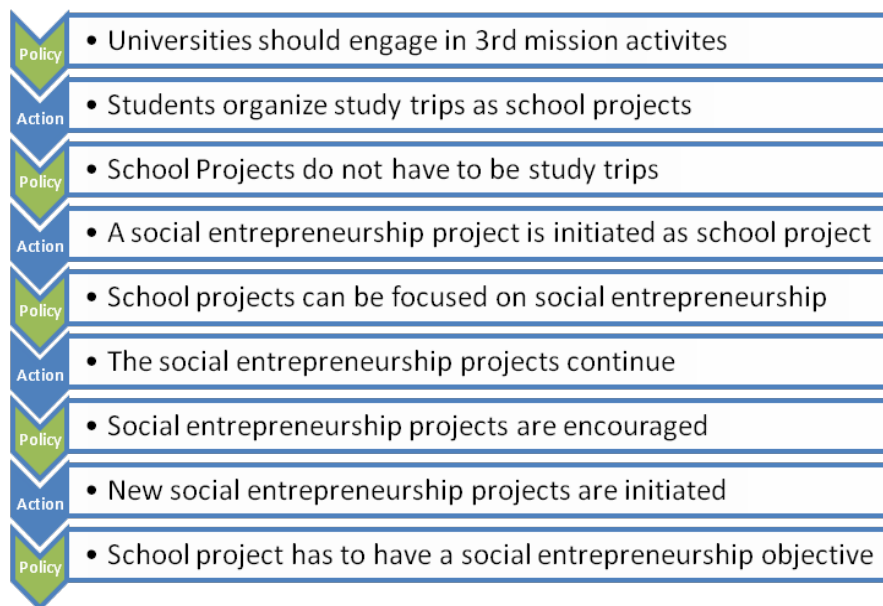 Policy
• Universities should engage in 3rd mission activites
Action
• Students organize study trips as school projects
Policy
• School Projects do not have to be study trips
Action
• A social entrepreneurship project is initiated as school project
Policy
• School projects can be focused on social entrepreneurship
Action
• The social entrepreneurship projects continue
Policy
• Social entrepreneurship projects are encouraged
Action
• New social entrepreneurship projects are initiated
Policy
• School project has to have a social entrepreneurship objective